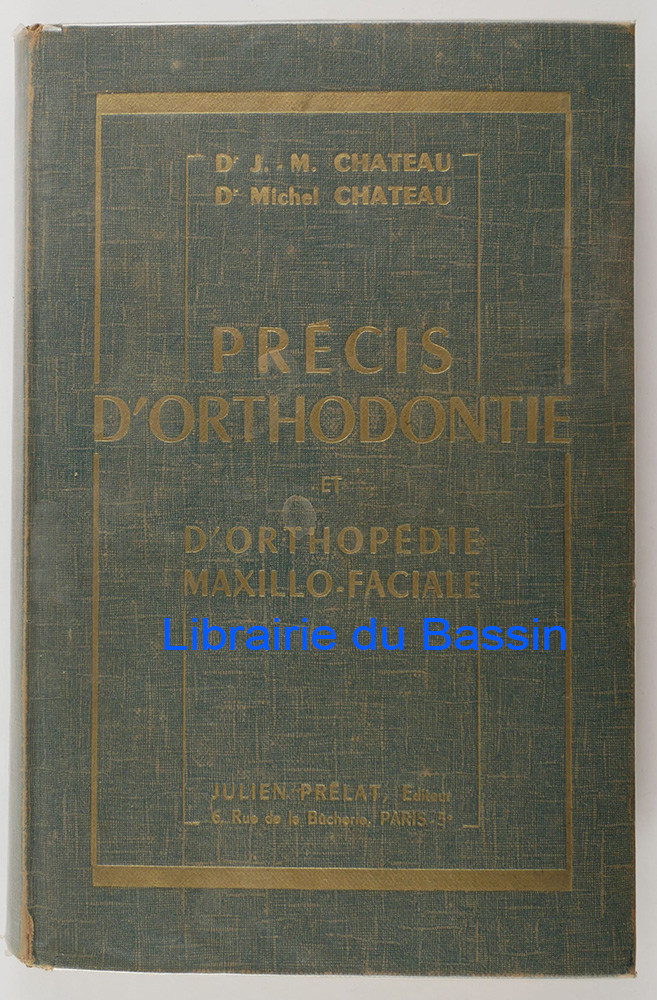 Dr J.-M. CHATEAU
Dr Michel CHATEAU
PRÉCIS
D'ORTHODONTIE
ET
D'ORTHOPÉDIE
MAXILLO-FACIALE
Librairie du Bassin
JULIEN PRÉLAT, Editeur
6, Rue de la Bûcherie, PARIS-5e